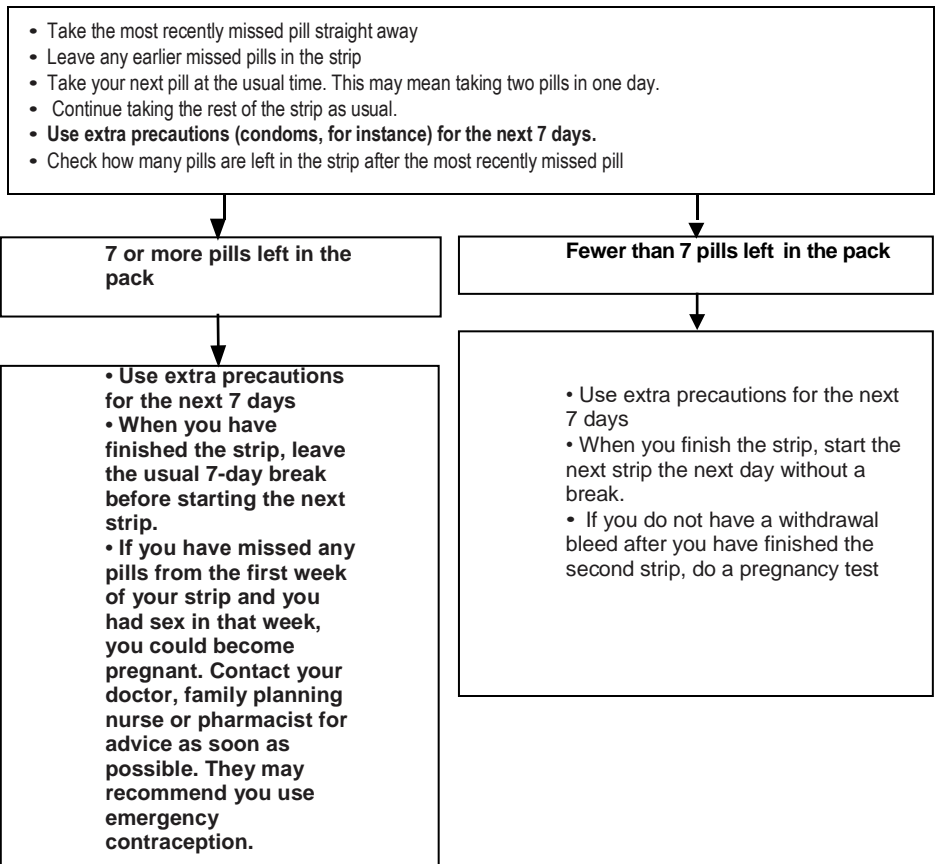 • Take the most recently missed pill straight away
• Leave any earlier missed pills in the strip
• Take your next pill at the usual time. This may mean taking two pills in one day.
• Continue taking the rest of the strip as usual.
• Use extra precautions (condoms, for instance) for the next 7 days.
• Check how many pills are left in the strip after the most recently missed pill
7 or more pills left in the
pack
Fewer than 7 pills left in the pack
• Use extra precautions
for the next 7 days
• When you have
finished the strip, leave
the usual 7-day break
before starting the next
strip.
• If you have missed any
pills from the first week
of your strip and you
had sex in that week,
you could become
pregnant. Contact your
doctor, family planning
nurse or pharmacist for
advice as soon as
possible. They may
recommend you use
emergency
contraception.
• Use extra precautions for the next
7 days
• When you finish the strip, start the
next strip the next day without a
break.
• If you do not have a withdrawal
bleed after you have finished the
second strip, do a pregnancy test